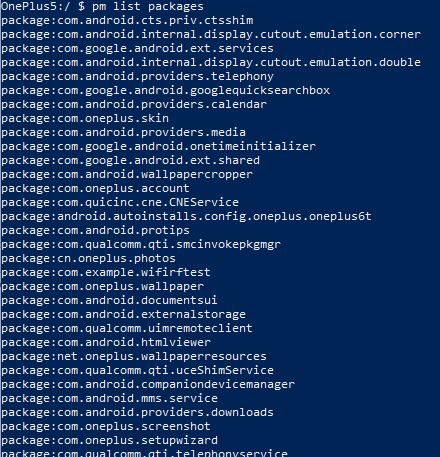 OnePlus5:/ $ pm list packages
package:com.android.cts.priv.ctsshim
package:com.android.internal.display.cutout.emulation.corner
package:com.google.android.ext.services
package:com.android.internal.display.cutout.emulation.double
package:com.android.providers.telephony
package:com.google.android.googlequicksearchbox
package:com.android.providers.calendar
package:com.oneplus.skin
package:com.android.providers.media
package:com.google.android.onetimeinitializer
package:com.google.android.ext.shared
package:com.android.wallpapercropper
package:com.oneplus.account
package:com.quicinc.cne.CNEService
package:android.autoinstalls.config.oneplus.oneplus6t
package:com.android.protips
package:com.qualcomm.qti.smcinvokepkgmgr
package:cn.oneplus.photos
package:com.example.wifirftest
package:com.oneplus.wallpaper
package:com.android.documentsui
package:com.android.externalstorage
package:com.qualcomm.uimremoteclient
package:com.android.htmlviewer
package:net.oneplus.wallpaperresources
package:com.qualcomm.qti.uceShimService
package:com.android.companiondevicemanager
package:com.android.mms.service
package:com.android.providers.downloads
package:com.oneplus.screenshot
package:com.oneplus.setupwizard
package:com.qualcomm.qti.telephonyservice